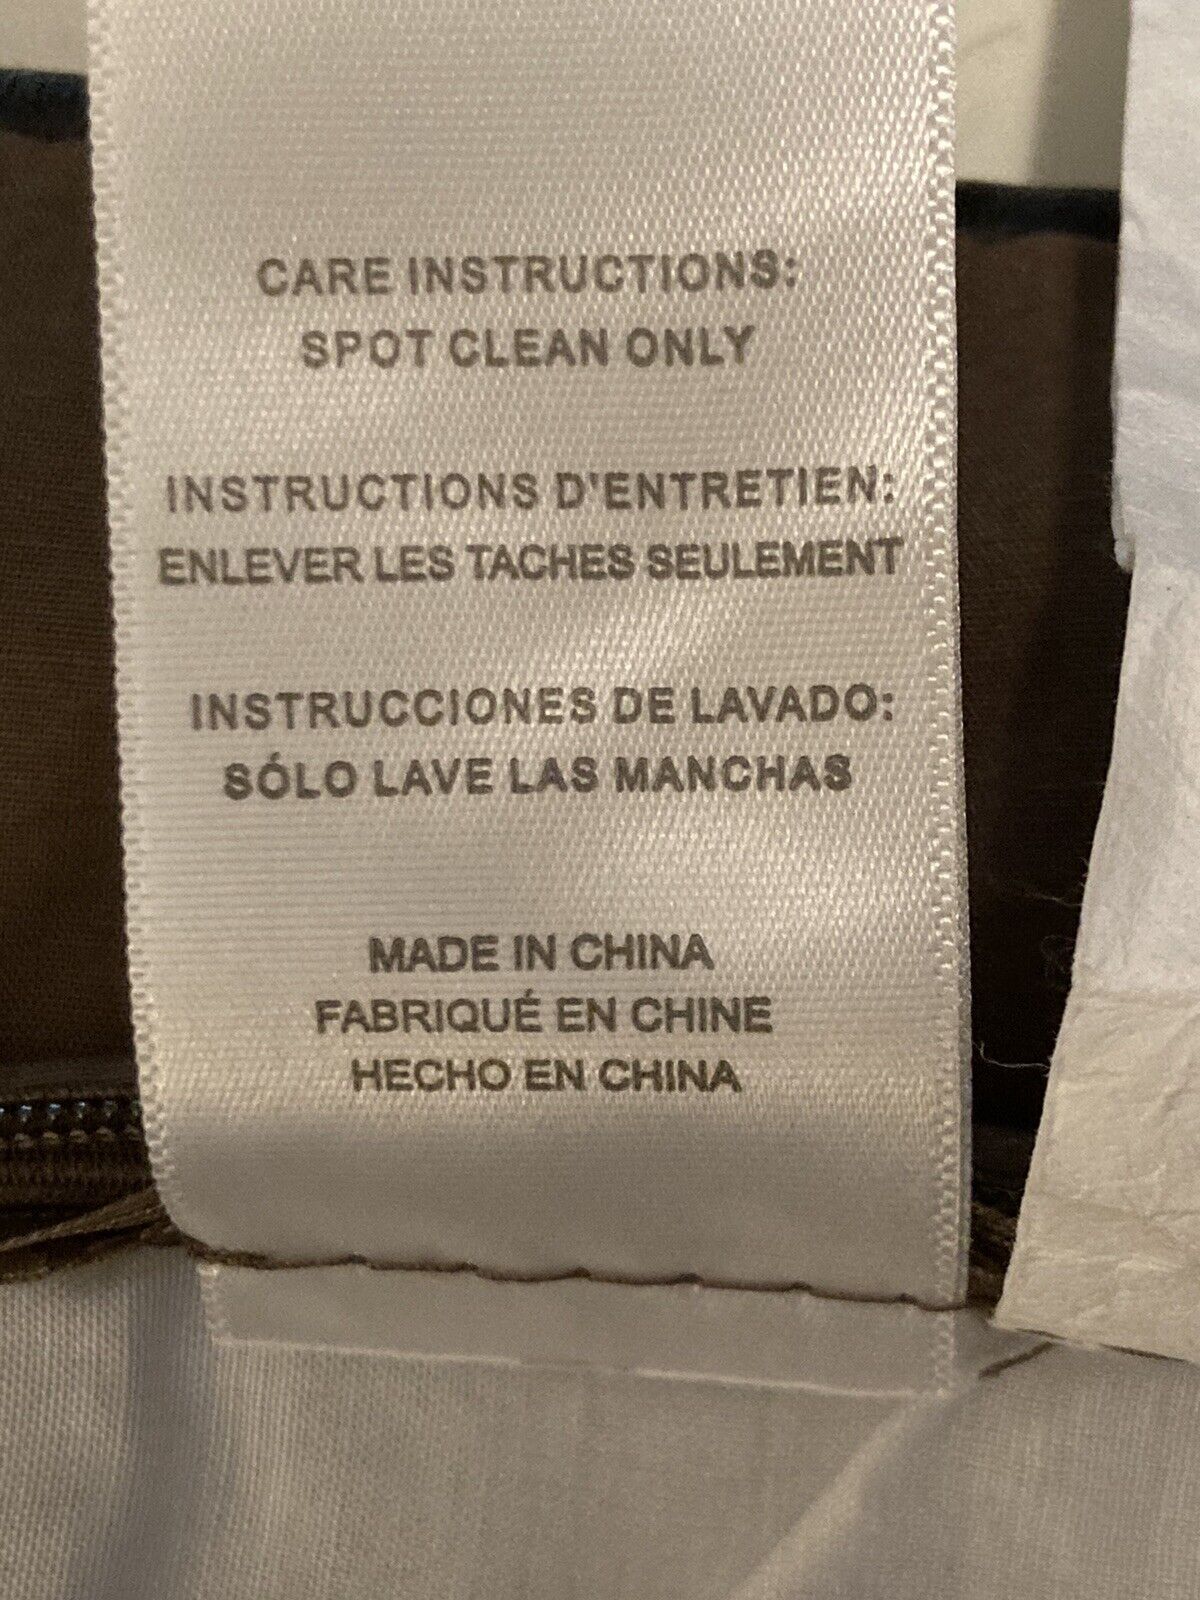 CARE INSTRUCTIONS:
SPOT CLEAN ONLY
INSTRUCTIONS D'ENTRETIEN:
ENLEVER LES TACHES SEULEMENT
INSTRUCCIONES DE LAVADO:
SÓLO LAVE LAS MANCHAS
MADE IN CHINA
FABRIQUÉ EN CHINE
HECHO EN CHINA